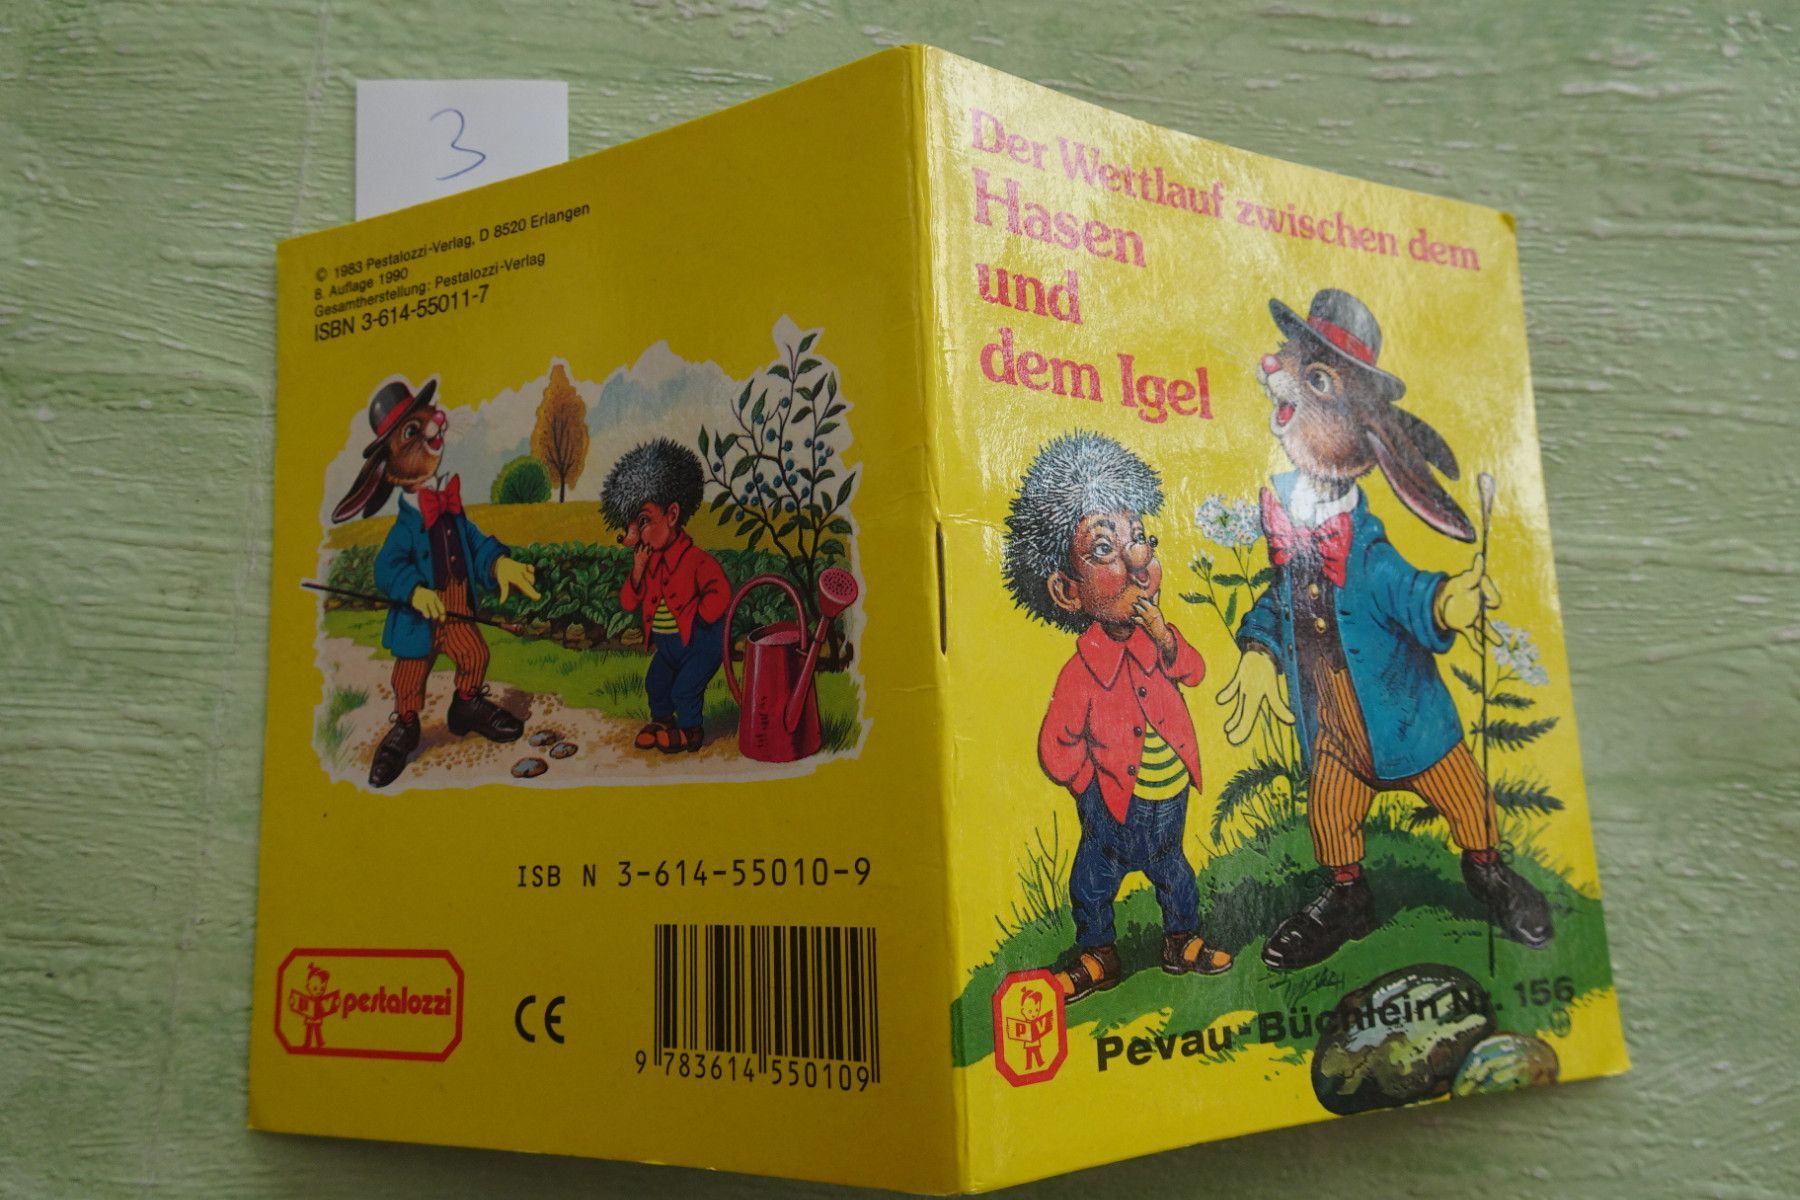 3
© 1983 Pestalozzi-Verlag, D 8520 Erlangen
8. Auflage 1990
Gesamtherstellung: Pestalozzi-Verlag
ISBN 3-614-55011-7
ISB N 3-614-55010-9
pestalozzi
CE
9 783614 550109
Der Wettlauf zwischen dem
Hasen
und
dem Igel
P V
Pevau-Büchlein Nr. 156